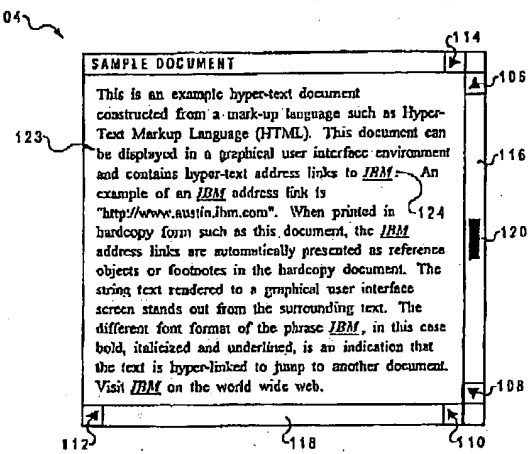 04
114
SAMPLE DOCUMENT
106
This is an example hyper-text document
constructed from a mark-up language such as Hyper-
Text Markup Language (HTML). This document can
123
be displayed in a graphical user interface environment
116
and contains hyper-text address links to IBM. An
example of an IBM address link is
"http://www.austin.ibm.com". When printed in
124
hardcopy form such as this document, the IBM
120
address links are automatically presented as reference
objects or footnotes in the hardcopy document. The
string text rendered to a graphical user interface
screen stands out from the surrounding text. The
different font format of the phrase IBM, in this case
bold, italicized and underlined, is an indication that
the text is hyper-linked to jump to another document.
108
Visit IBM on the world wide web.
112
118
110